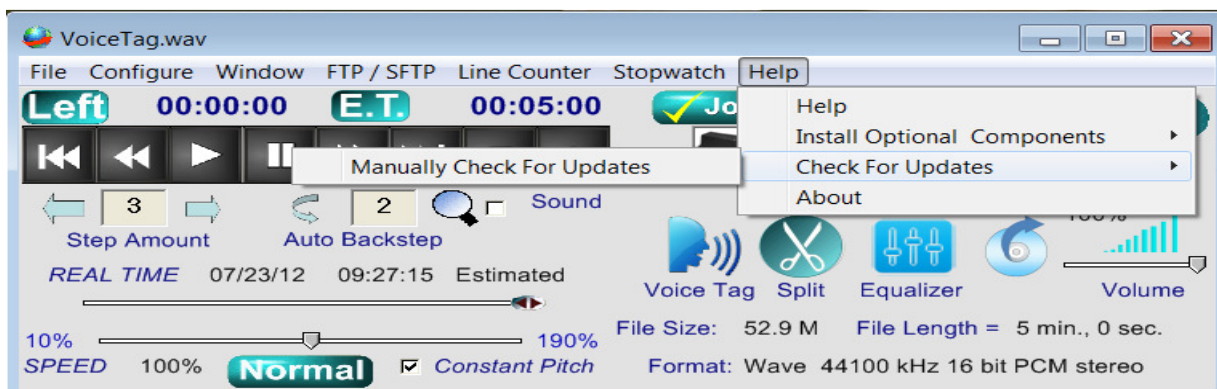 VoiceTag.wav
File Configure Window FTP / SFTP Line Counter Stopwatch Help
Left 00:00:00 E.T. 00:05:00 Jo
Help
Install Optional Components
Manually Check For Updates Check For Updates
About
3 2 Sound 100%
Step Amount Auto Backstep
REAL TIME 07/23/12 09:27:15 Estimated
Voice Tag Split Equalizer Volume
10% 190% File Size: 52.9 M File Length = 5 min., 0 sec.
SPEED 100% Normal Constant Pitch Format: Wave 44100 kHz 16 bit PCM stereo